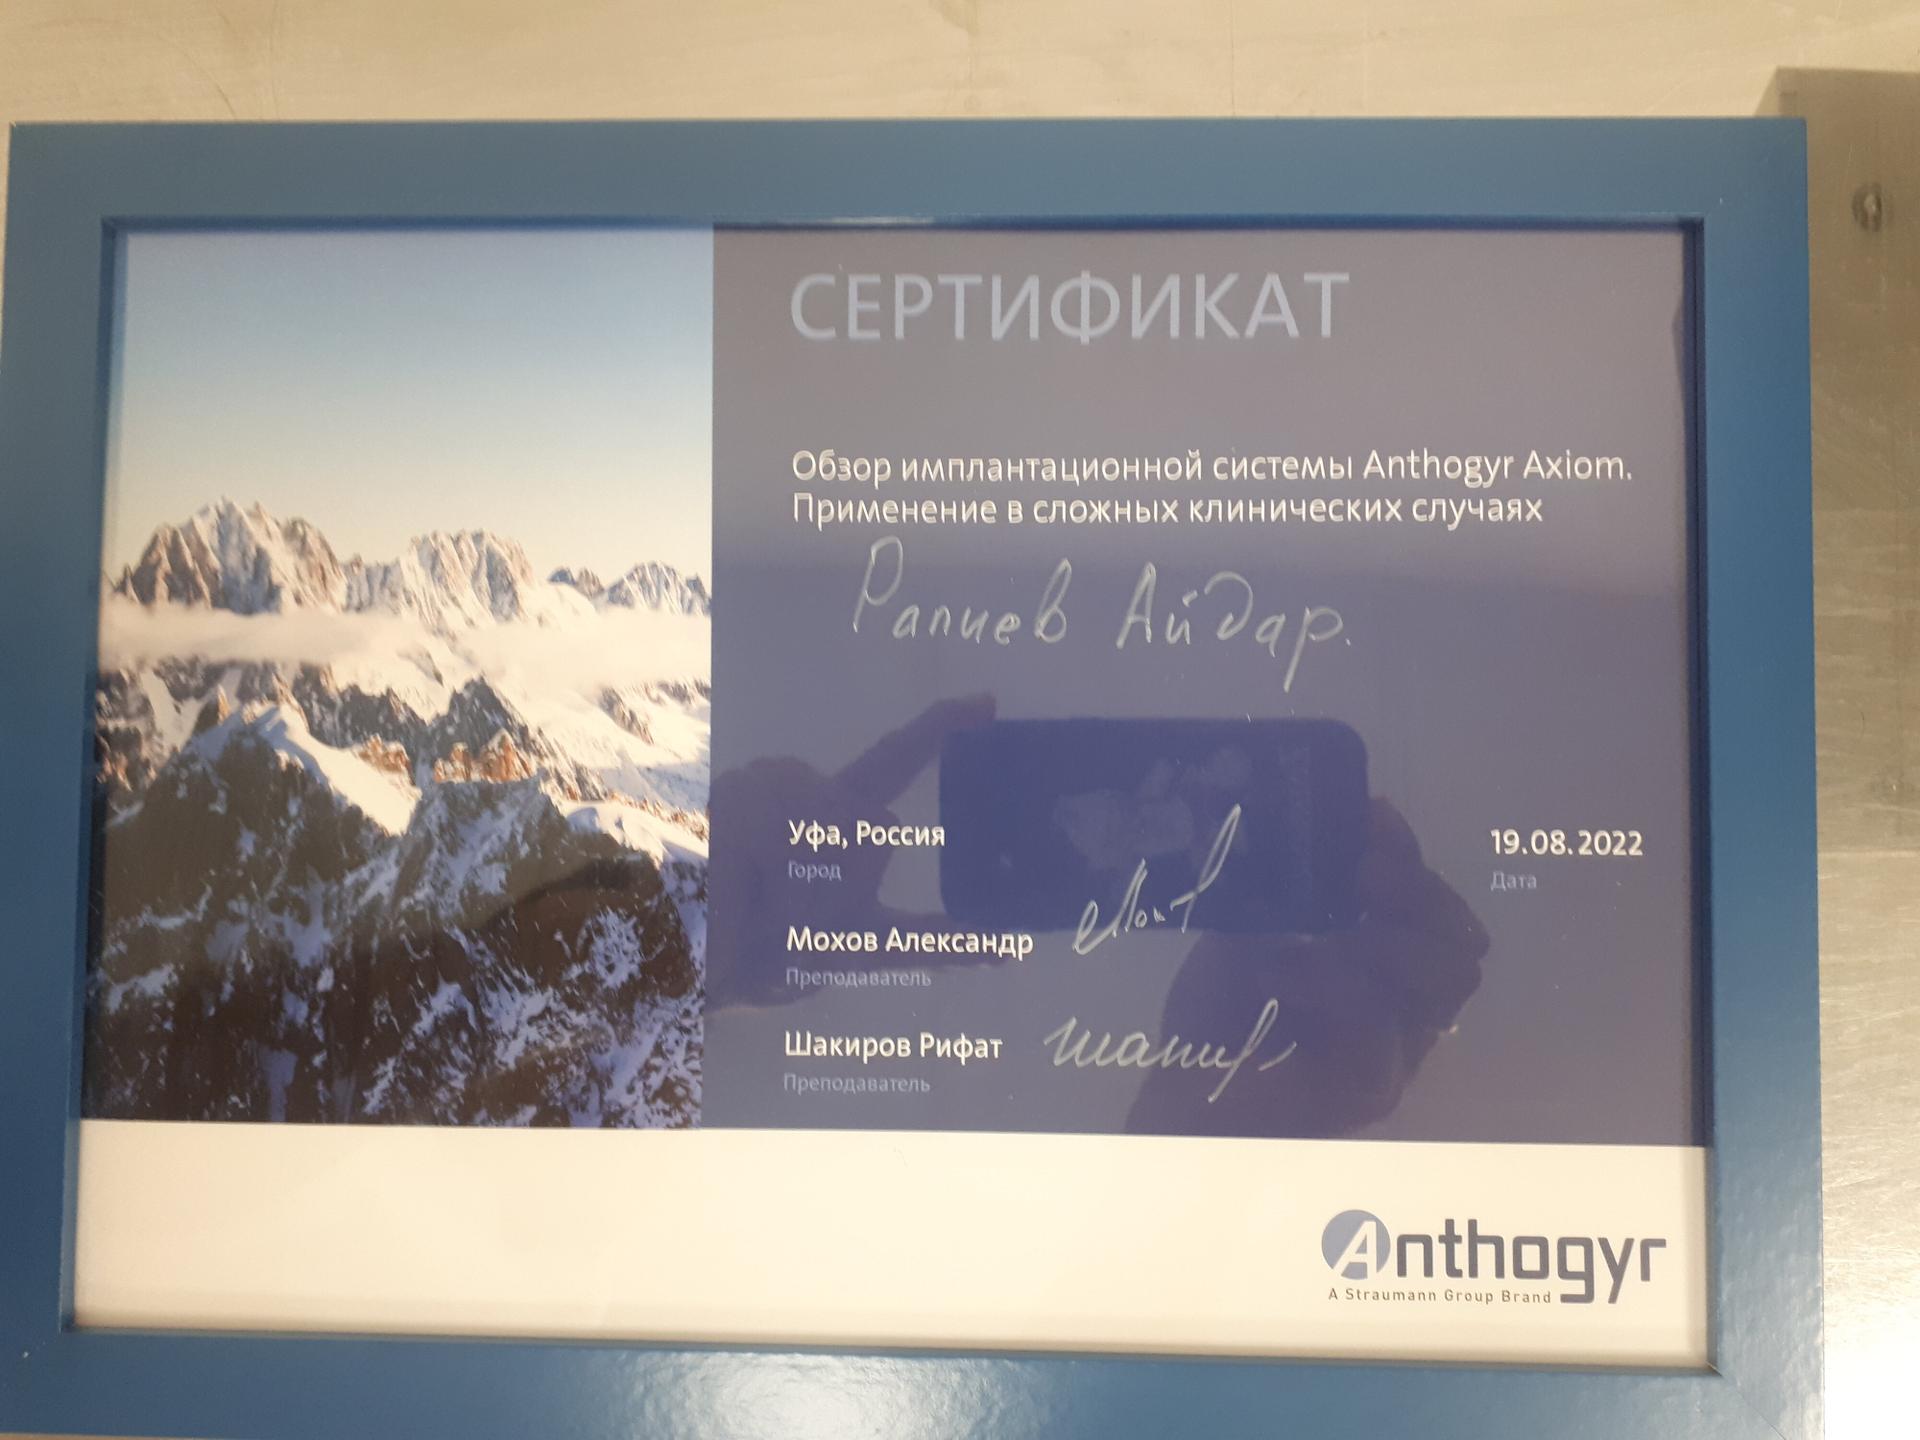 СЕРТИФИКАТ
Обзор имплантационной системы Anthogyr Axiom.
Применение в сложных клинических случаях
Рапиев Айдар.
Уфа, Россия
Город
19.08.2022
Дата
Мохов Александр
Преподаватель
Шакиров Рифат
Преподаватель
Anthogyr
A Straumann Group Brand